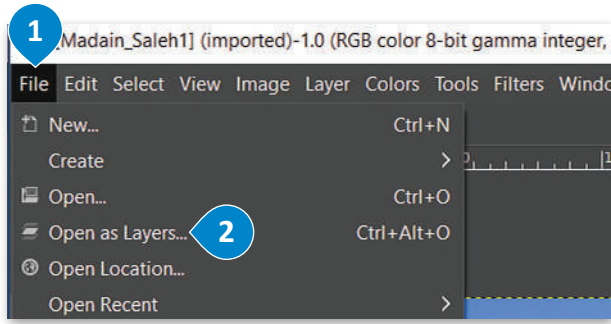 1
[Madain_Saleh1] (imported)-1.0 (RGB color 8-bit gamma integer,
File Edit Select View Image Layer Colors Tools Filters Windo
New... Ctrl+N
Create >
Open... Ctrl+O
Open as Layers... 2 Ctrl+Alt+O
Open Location...
Open Recent >